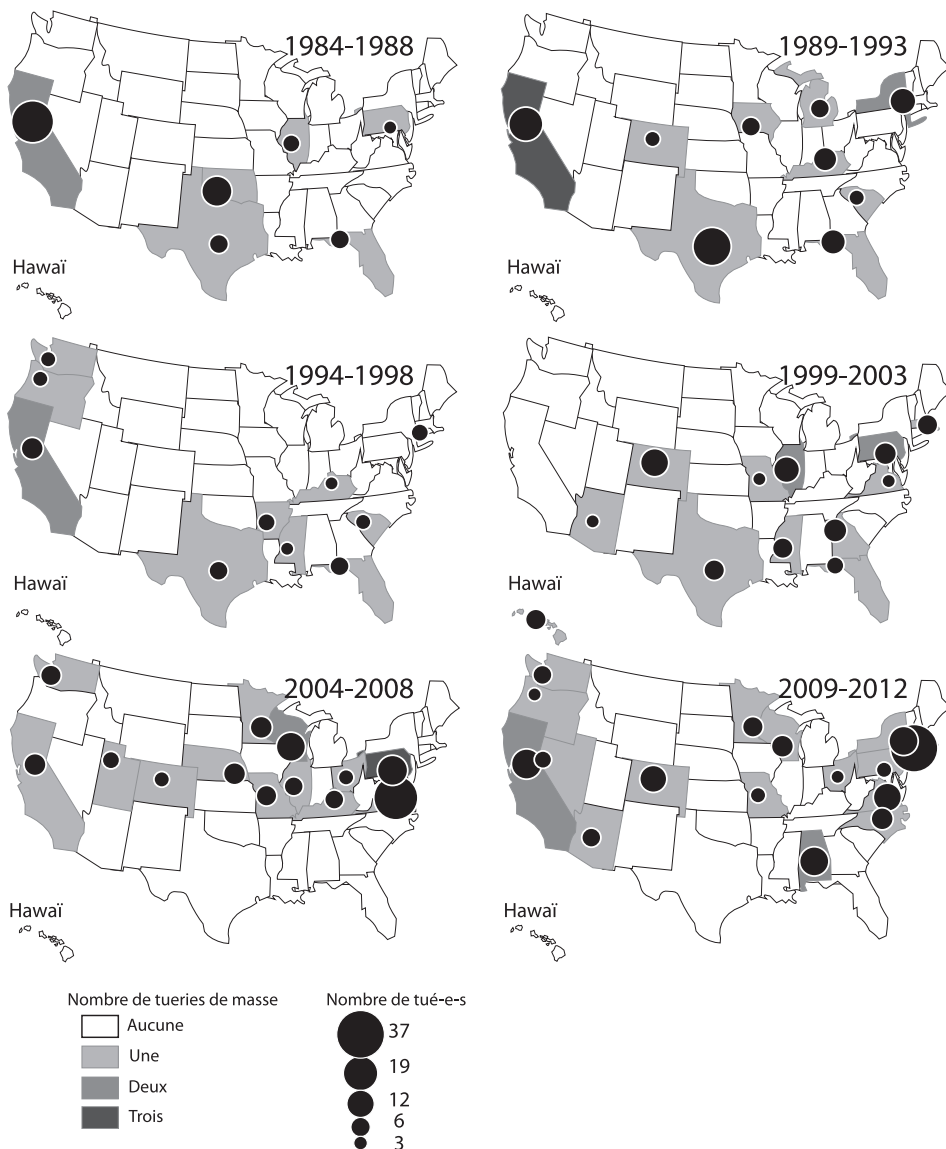 1984-1988
1989-1993
Hawaï
Hawaï
1994-1998
1999-2003
Hawaï
Hawaï
2004-2008
2009-2012
Hawaï
Hawaï
Nombre de tueries de masse
Aucune
Une
Deux
Trois
Nombre de tué-e-s
37
19
12
6
3